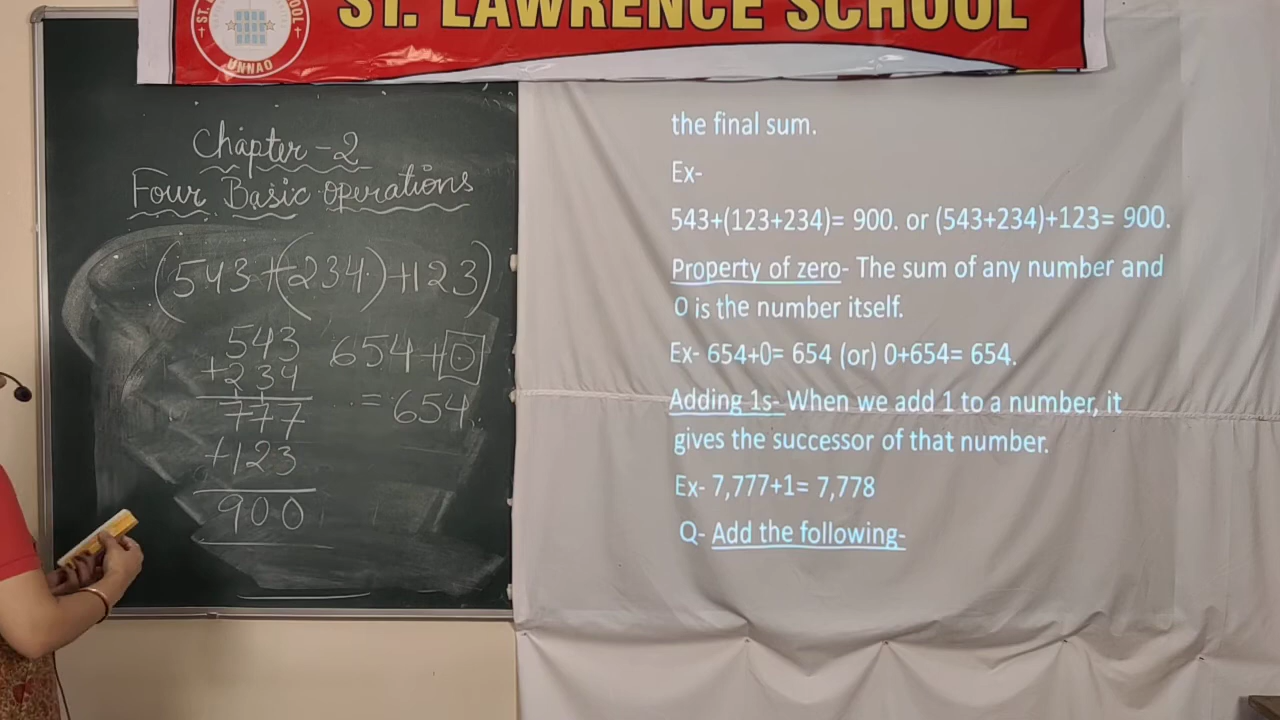 ST. LAWRENCE SCHOOL
UNNAO
Chapter-2
Four Basic Operations
(543+(234)+123)
543
+234
777
+123
900
654+0
= 654
the final sum.
Ex-
543+(123+234)= 900. or (543+234)+123= 900.
Property of zero- The sum of any number and
0 is the number itself.
Ex- 654+0= 654 (or) 0+654= 654.
Adding 1s- When we add 1 to a number, it
gives the successor of that number.
Ex- 7,777+1= 7,778
Q- Add the following-